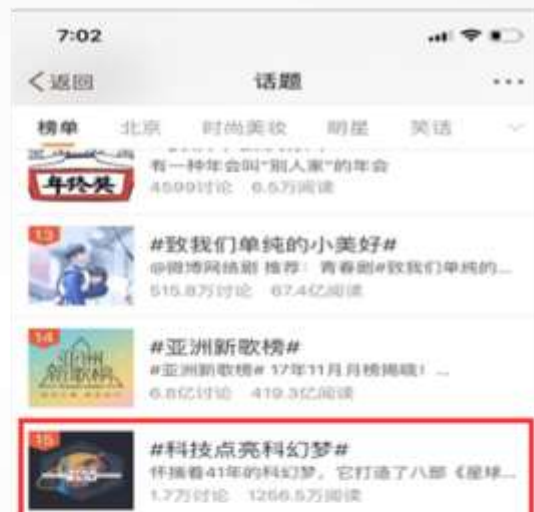 7:02
返回
话题
榜单 北京 时尚美妆 明星 笑话
年终奖
有一种年会叫"别人家"的年会
4599讨论 6.5万阅读
13
#致我们单纯的小美好#
@微博网络剧 推荐：青春剧#致我们单纯的...
515.8万讨论 67.4亿阅读
14
亚洲新歌榜
#亚洲新歌榜#
#亚洲新歌榜# 17年11月月榜揭晓！ ...
6.8亿讨论 419.3亿阅读
15
#科技点亮科幻梦#
怀揣着41年的科幻梦，它打造了八部《星球...
1.7万讨论 1266.5万阅读